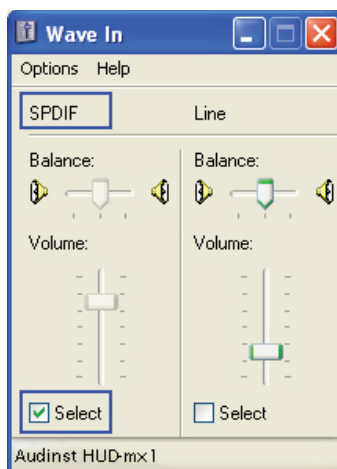 Wave In
Options Help
SPDIF Line
Balance: Balance:
Volume: Volume:
Select Select
Audinst HUD-mx1